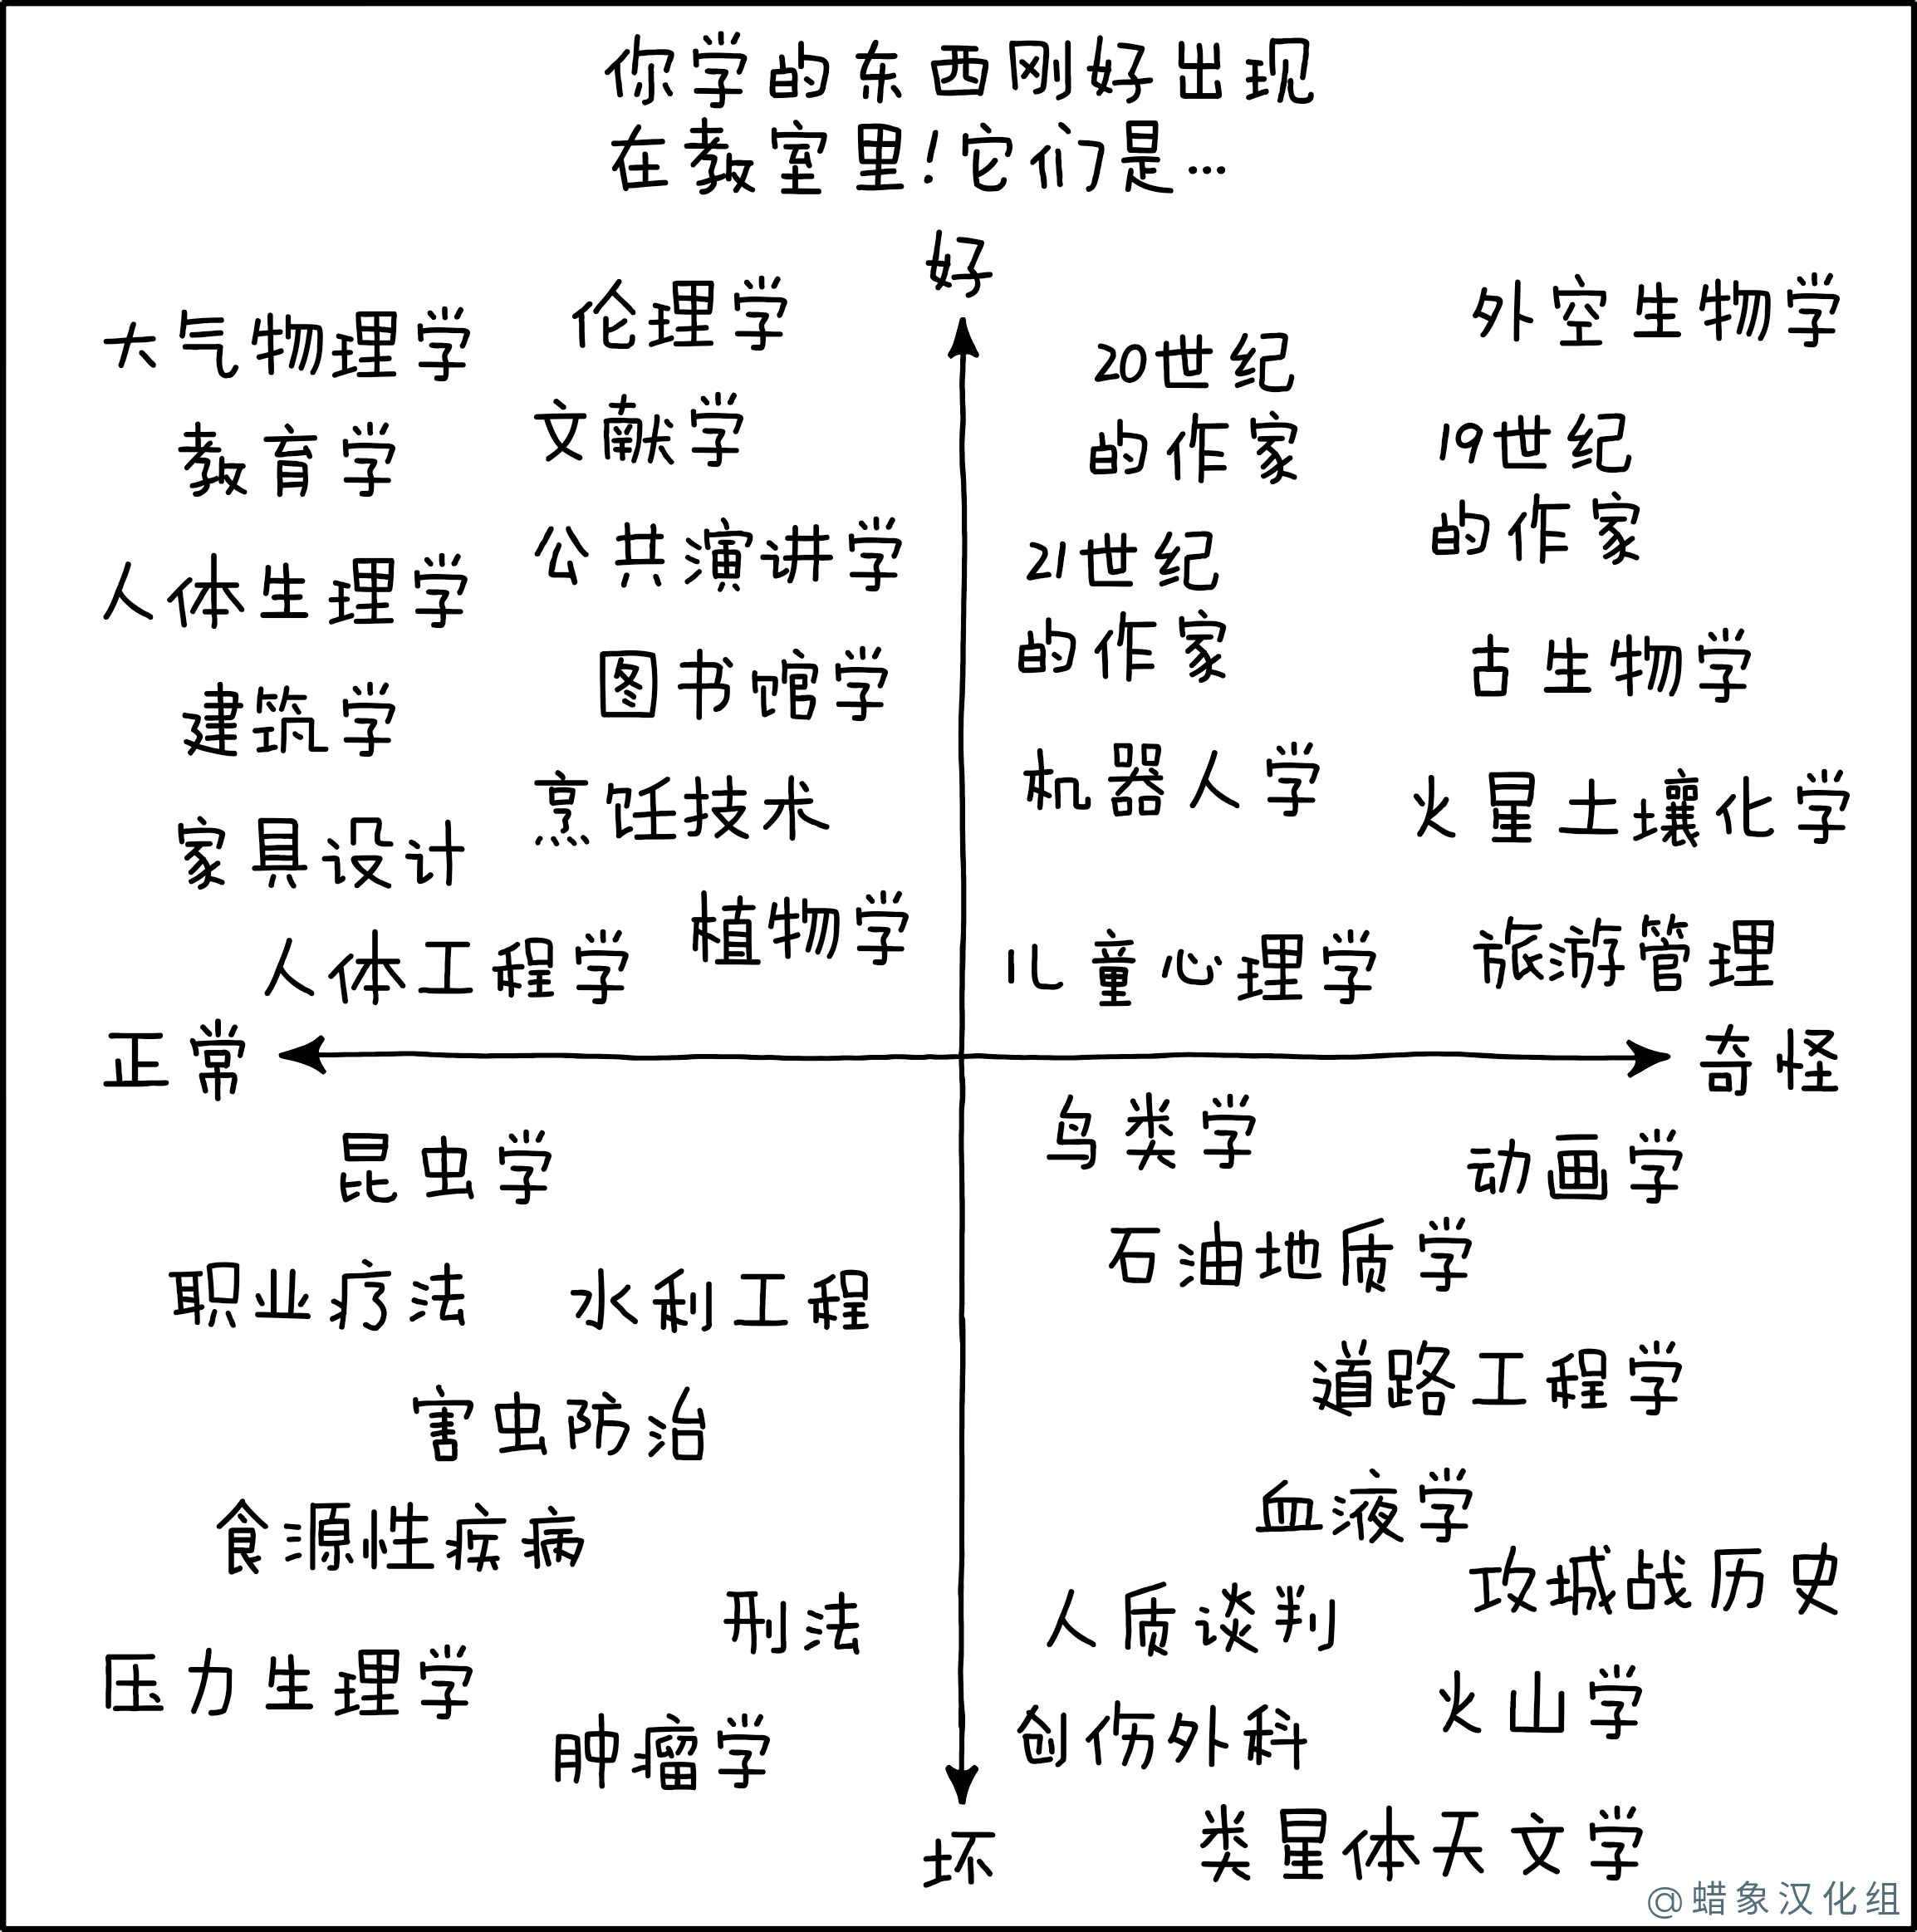 你学的东西刚好出现
在教室里!它们是...
好
大气物理学
伦理学
外空生物学
20世纪
的作家
文献学
教育学
19世纪
的作家
公共演讲学
21世纪
的作家
人体生理学
图书馆学
古生物学
建筑学
机器人学
烹饪技术
火星土壤化学
家具设计
植物学
人体工程学
儿童心理学
旅游管理
正常
奇怪
昆虫学
鸟类学
动画学
石油地质学
职业疗法
水利工程
道路工程学
害虫防治
血液学
食源性疾病
攻城战历史
刑法
人质谈判
压力生理学
火山学
肿瘤学
创伤外科
类星体天文学
坏
@蜡象汉化组